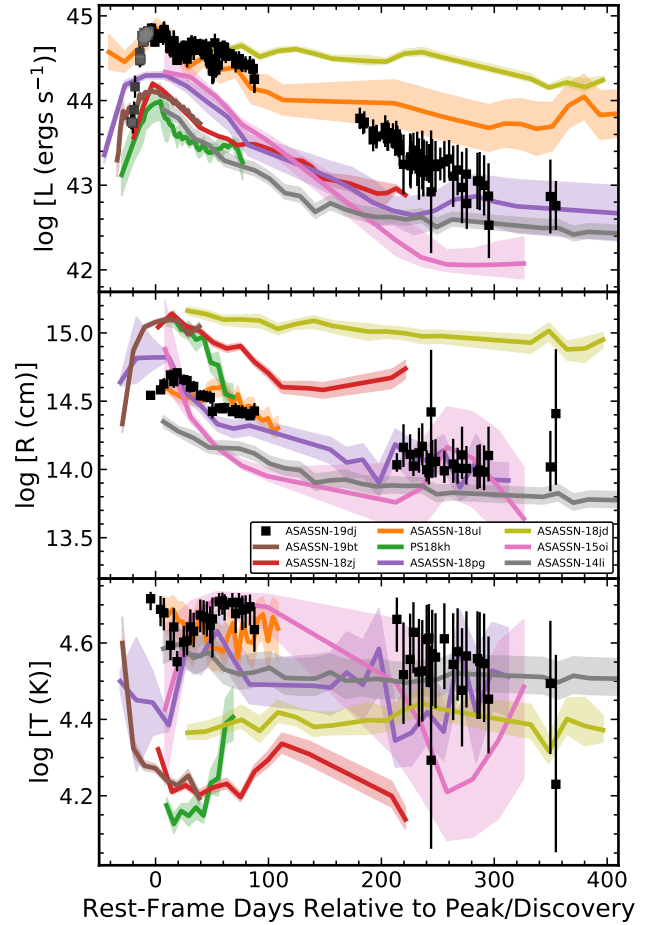 45
44
43
42
log [L (ergs s⁻¹)]
15.0
14.5
14.0
13.5
log [R (cm)]
ASASSN-19dj
ASASSN-19bt
ASASSN-18zj
ASASSN-18ul
PS18kh
ASASSN-18pg
ASASSN-18jd
ASASSN-15oi
ASASSN-14li
4.6
4.4
4.2
log [T (K)]
0 100 200 300 400
Rest-Frame Days Relative to Peak/Discovery